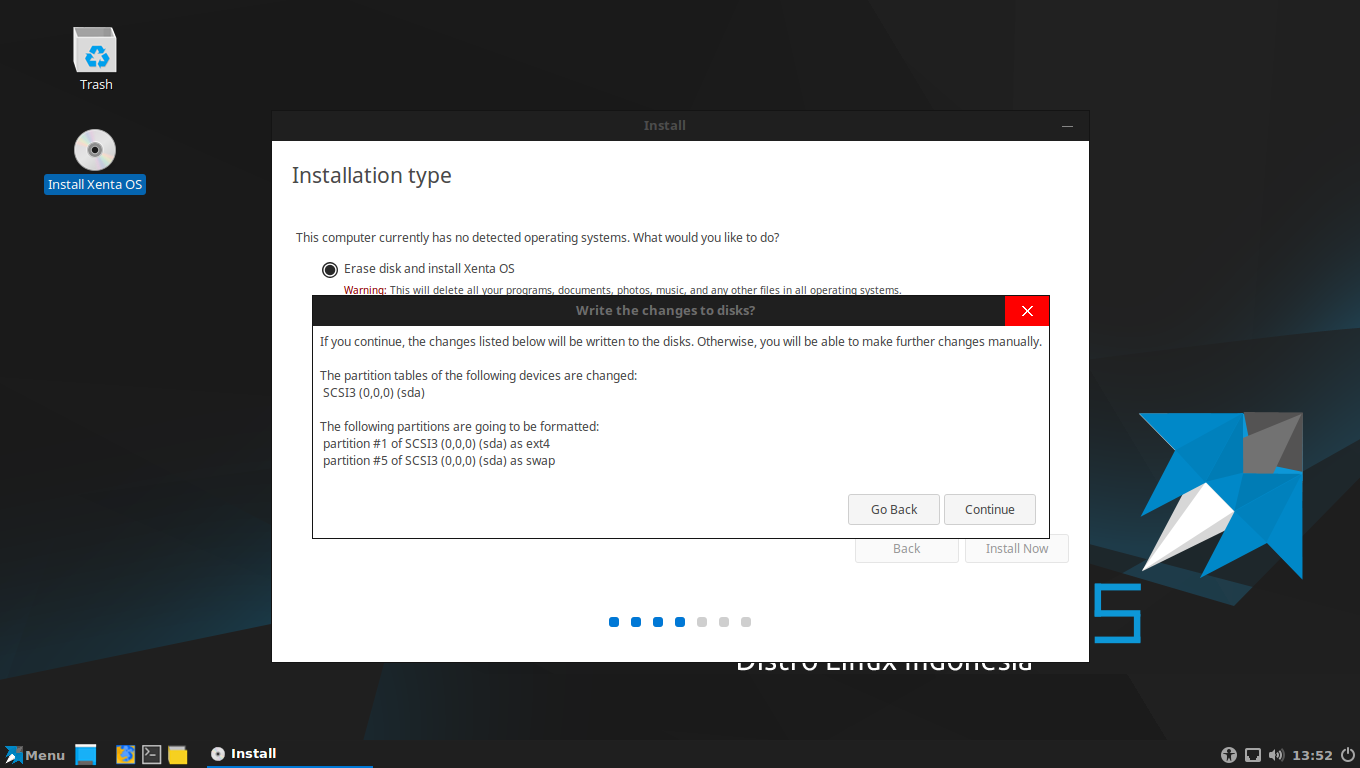 Trash
Install Xenta OS
Install
Installation type
This computer currently has no detected operating systems. What would you like to do?
Erase disk and install Xenta OS
Warning: This will delete all your programs, documents, photos, music, and any other files in all operating systems.
Write the changes to disks?
If you continue, the changes listed below will be written to the disks. Otherwise, you will be able to make further changes manually.
The partition tables of the following devices are changed:
SCSI3 (0,0,0) (sda)
The following partitions are going to be formatted:
partition #1 of SCSI3 (0,0,0) (sda) as ext4
partition #5 of SCSI3 (0,0,0) (sda) as swap
Go Back Continue
Back Install Now
S
Distro Linux Indonesia
Menu Install 13:52